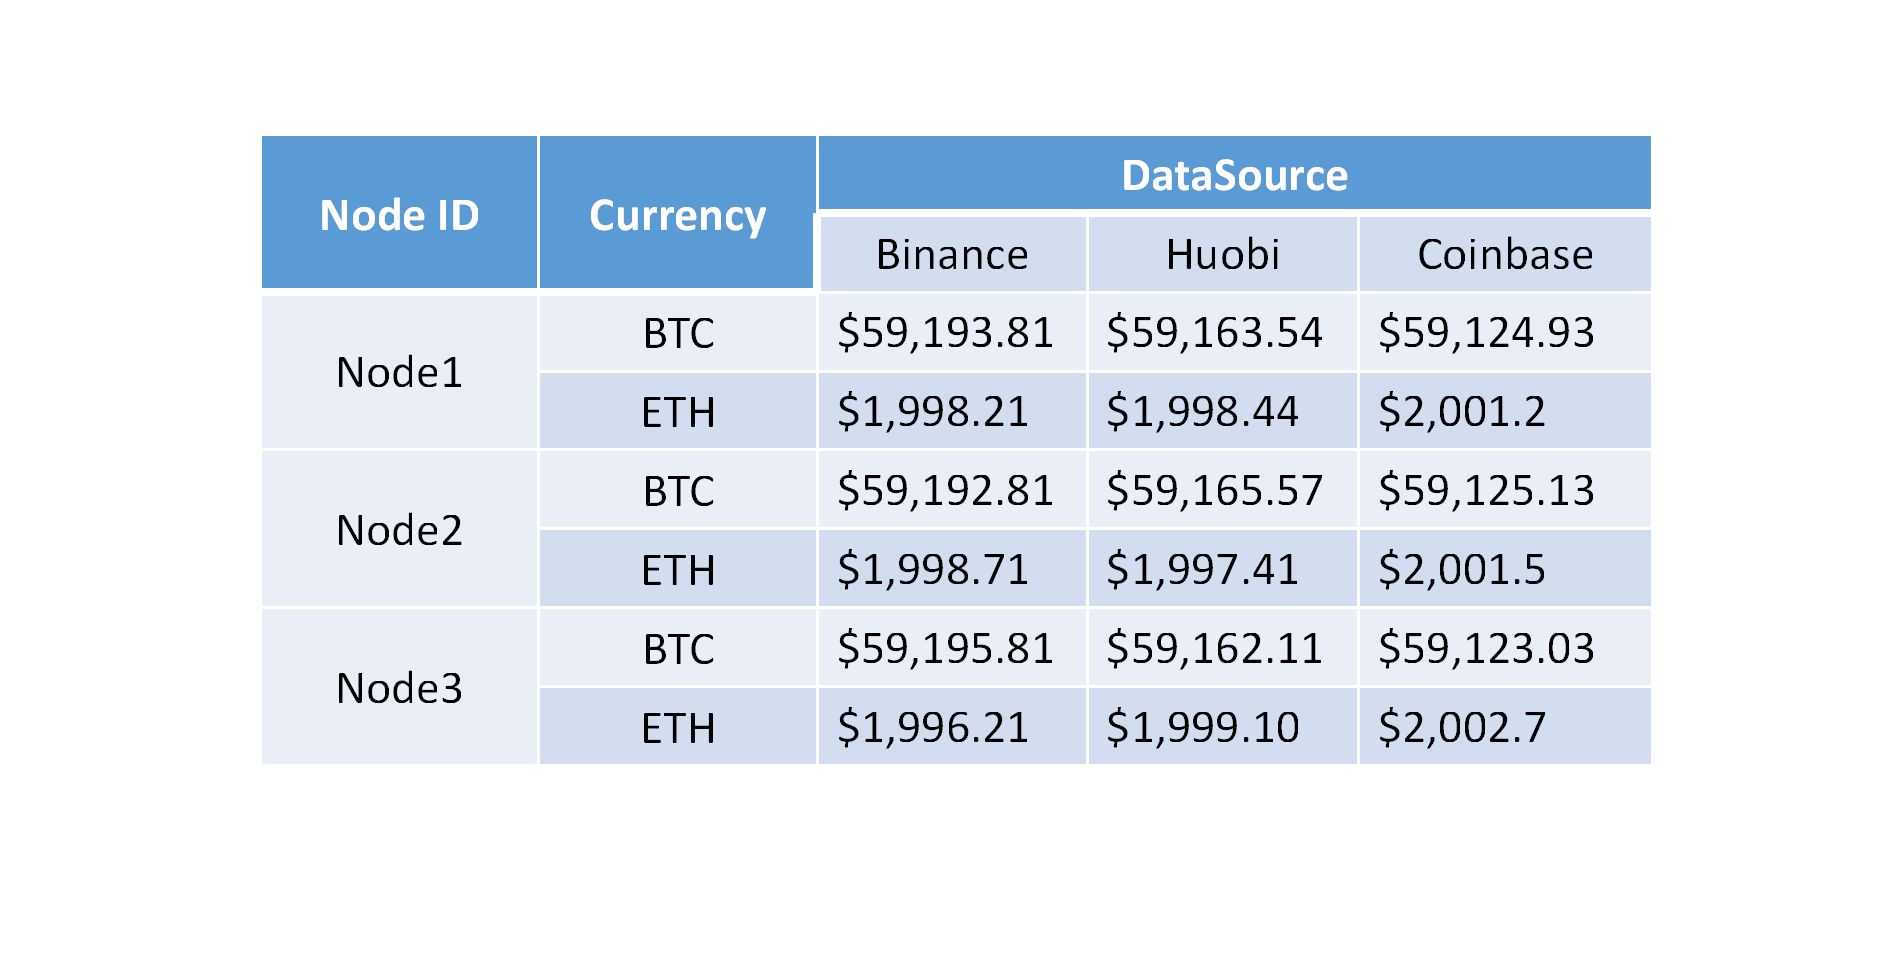 Node ID Currency DataSource
Binance Huobi Coinbase
Node1 BTC $59,193.81 $59,163.54 $59,124.93
ETH $1,998.21 $1,998.44 $2,001.2
Node2 BTC $59,192.81 $59,165.57 $59,125.13
ETH $1,998.71 $1,997.41 $2,001.5
Node3 BTC $59,195.81 $59,162.11 $59,123.03
ETH $1,996.21 $1,999.10 $2,002.7